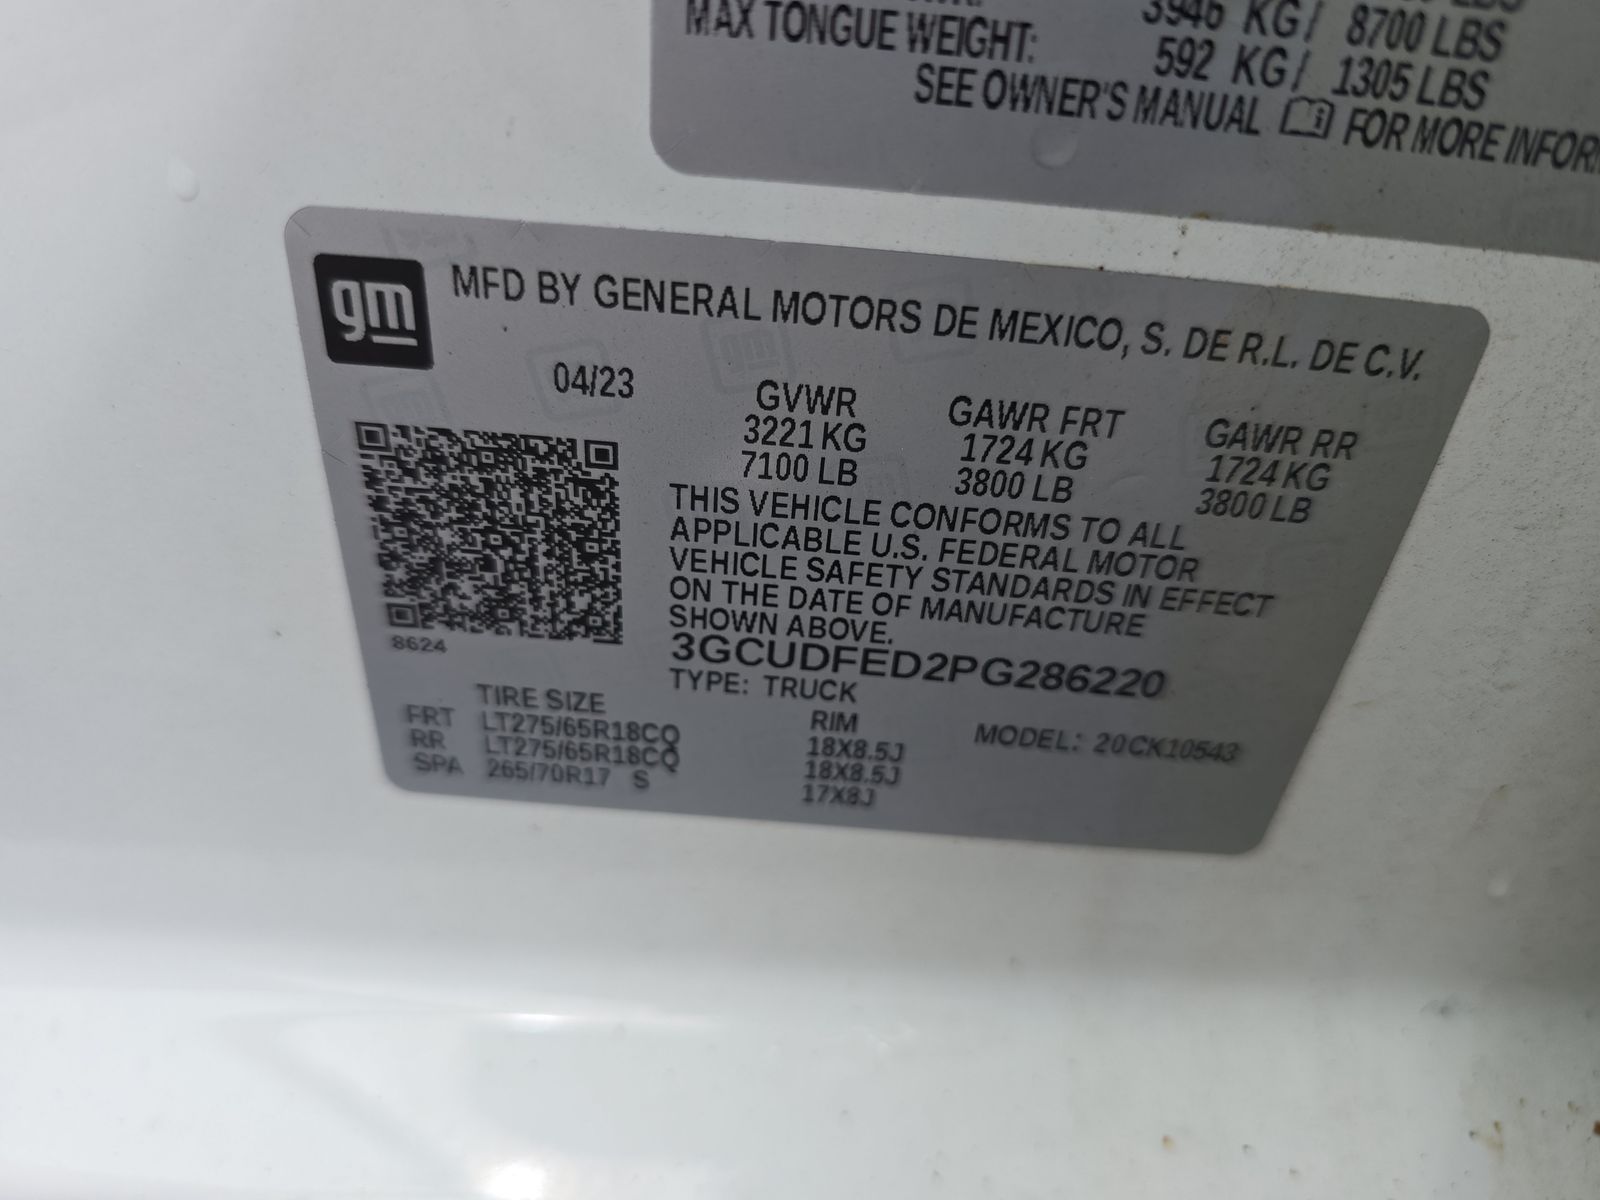 3946 KG/ 8700 LBS
MAX TONGUE WEIGHT: 592 KG/ 1305 LBS
SEE OWNER'S MANUAL FOR MORE
gm
MFD BY GENERAL MOTORS DE MEXICO, S. DE R.L. DE C.V.
04/23
GVWR GAWR FRT GAWR RR
3221 KG 1724 KG 1724 KG
7100 LB 3800 LB 3800 LB
THIS VEHICLE CONFORMS TO ALL
APPLICABLE U.S. FEDERAL MOTOR
VEHICLE SAFETY STANDARDS IN EFFECT
ON THE DATE OF MANUFACTURE
SHOWN ABOVE.
8624
3GCUDFED2PG286220
TYPE: TRUCK
TIRE SIZE RIM MODEL: 20CK10543
FRT LT275/65R18CQ 18X8.5J
RR LT275/65R18CQ 18X8.5J
SPA 265/70R17 S 17X8J